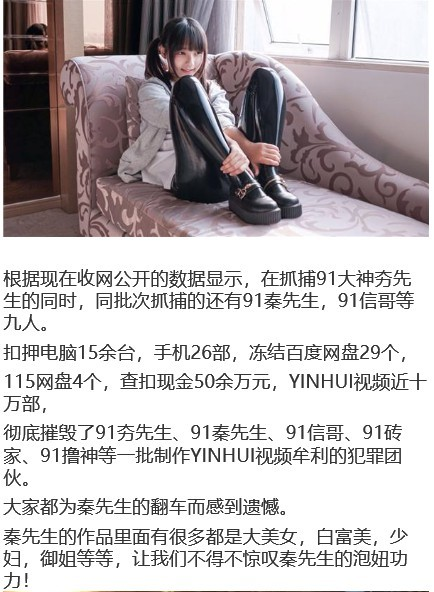 根据现在收网公开的数据显示，在抓捕91大神夯先
生的同时，同批次抓捕的还有91秦先生，91信哥等
九人。
扣押电脑15余台，手机26部，冻结百度网盘29个，
115网盘4个，查扣现金50余万元，YINHUI视频近十
万部，
彻底摧毁了91夯先生、91秦先生、91信哥、91砖
家、91撸神等一批制作YINHUI视频牟利的犯罪团
伙。
大家都为秦先生的翻车而感到遗憾。
秦先生的作品里面有很多都是大美女，白富美，少
妇，御姐等等，让我们不得不惊叹秦先生的泡妞功
力！